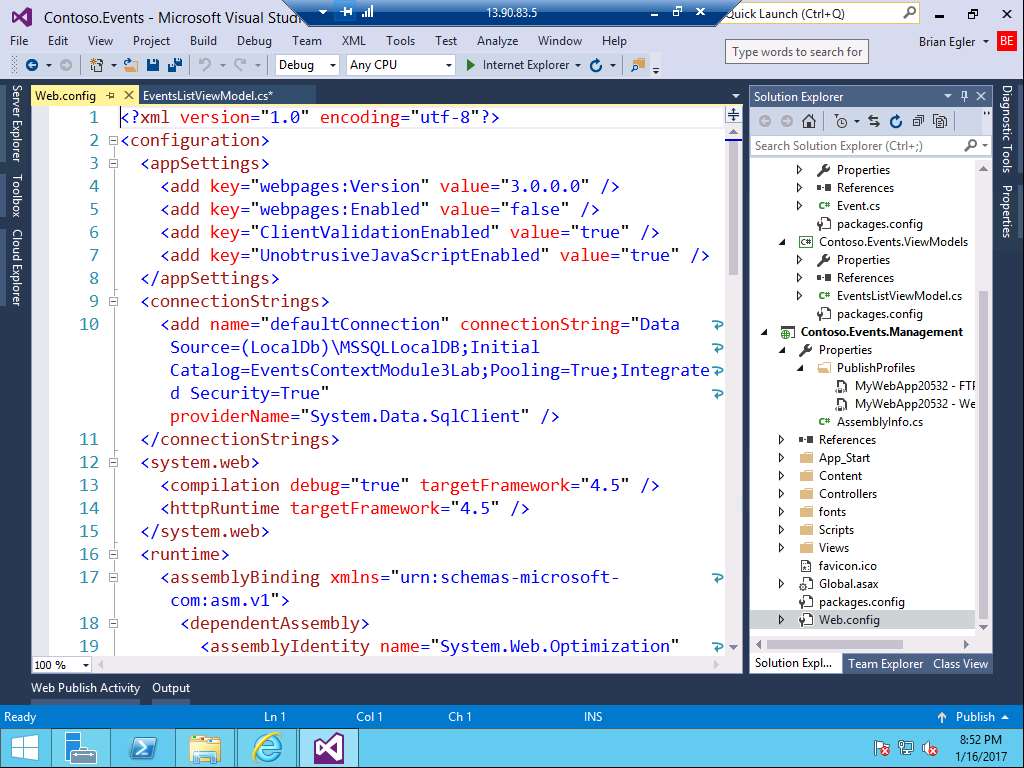 Contoso.Events - Microsoft Visual Studi
13.90.83.5
Quick Launch (Ctrl+Q)
File Edit View Project Build Debug Team XML Tools Test Analyze Window Help
Brian Egler
BE
Type words to search for
Debug
Any CPU
Internet Explorer
Server Explorer
Toolbox
Cloud Explorer
Web.config
EventsListViewModel.cs*
1 <?xml version="1.0" encoding="utf-8"?>
2 <configuration>
3 <appSettings>
4 <add key="webpages:Version" value="3.0.0.0" />
5 <add key="webpages:Enabled" value="false" />
6 <add key="ClientValidationEnabled" value="true" />
7 <add key="UnobtrusiveJavaScriptEnabled" value="true" />
8 </appSettings>
9 <connectionStrings>
10 <add name="defaultConnection" connectionString="Data
Source=(LocalDb)\MSSQLLocalDB;Initial
Catalog=EventsContextModule3Lab;Pooling=True;Integrate
d Security=True"
providerName="System.Data.SqlClient" />
11 </connectionStrings>
12 <system.web>
13 <compilation debug="true" targetFramework="4.5" />
14 <httpRuntime targetFramework="4.5" />
15 </system.web>
16 <runtime>
17 <assemblyBinding xmlns="urn:schemas-microsoft-
com:asm.v1">
18 <dependentAssembly>
19 <assemblyIdentity name="System.Web.Optimization"
100 %
Solution Explorer
Search Solution Explorer (Ctrl+;)
Properties
References
Event.cs
packages.config
Contoso.Events.ViewModels
Properties
References
EventsListViewModel.cs
packages.config
Contoso.Events.Management
Properties
PublishProfiles
MyWebApp20532 - FTP
MyWebApp20532 - We
AssemblyInfo.cs
References
App_Start
Content
Controllers
fonts
Scripts
Views
favicon.ico
Global.asax
packages.config
Web.config
Solution Expl...
Team Explorer
Class View
Diagnostic Tools
Properties
Web Publish Activity
Output
Ready
Ln 1
Col 1
Ch 1
INS
Publish
8:52 PM
1/16/2017